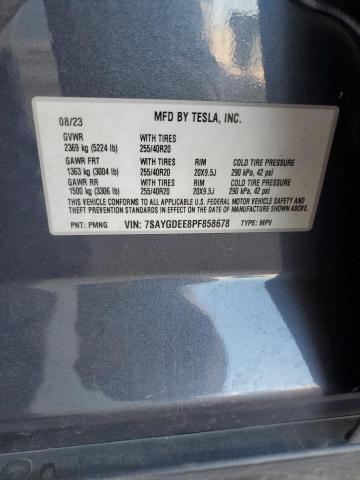 08/23 MFD BY TESLA, INC.
GVWR WITH TIRES
2369 kg (5224 lb) 255/40R20
GAWR FRT WITH TIRES RIM COLD TIRE PRESSURE
1363 kg (3004 lb) 255/40R20 20X9.5J 290 kPa, 42 psi
GAWR RR WITH TIRES RIM COLD TIRE PRESSURE
1500 kg (3306 lb) 255/40R20 20X9.5J 290 kPa, 42 psi
THIS VEHICLE CONFORMS TO ALL APPLICABLE U.S. FEDERAL MOTOR VEHICLE SAFETY
AND THEFT PREVENTION STANDARDS IN EFFECT ON THE DATE OF MANUFACTURE SHOWN ABOVE.
PNT: PMNG VIN: 7SAYGDEE8PF858678 TYPE: MPV